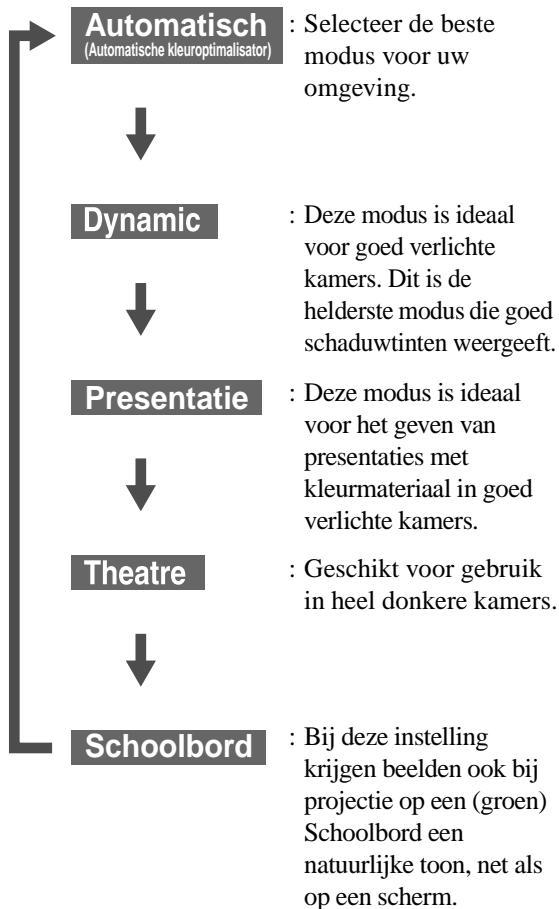 Automatisch
(Automatische kleuroptimalisator)
: Selecteer de beste
modus voor uw
omgeving.
Dynamic
: Deze modus is ideaal
voor goed verlichte
kamers. Dit is de
helderste modus die goed
schaduwtinten weergeeft.
Presentatie
: Deze modus is ideaal
voor het geven van
presentaties met
kleurmateriaal in goed
verlichte kamers.
Theatre
: Geschikt voor gebruik
in heel donkere kamers.
Schoolbord
: Bij deze instelling
krijgen beelden ook bij
projectie op een (groen)
Schoolbord een
natuurlijke toon, net als
op een scherm.